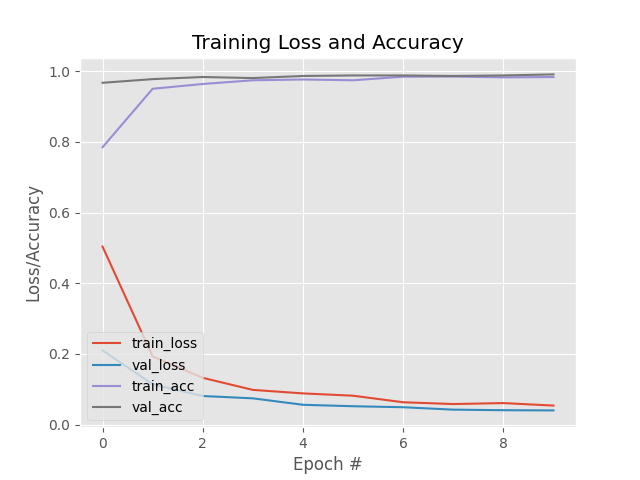 Training Loss and Accuracy
1.0
0.8
0.6
0.4
0.2
0.0
Loss/Accuracy
train_loss
val_loss
train_acc
val_acc
0 2 4 6 8
Epoch #